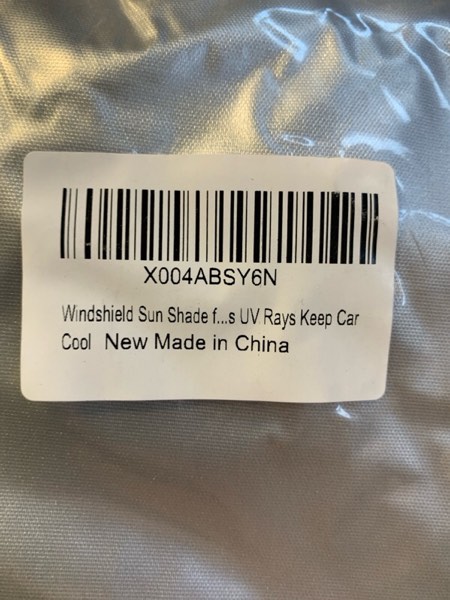 X004ABSY6N
Windshield Sun Shade f...s UV Rays Keep Car
Cool New Made in China